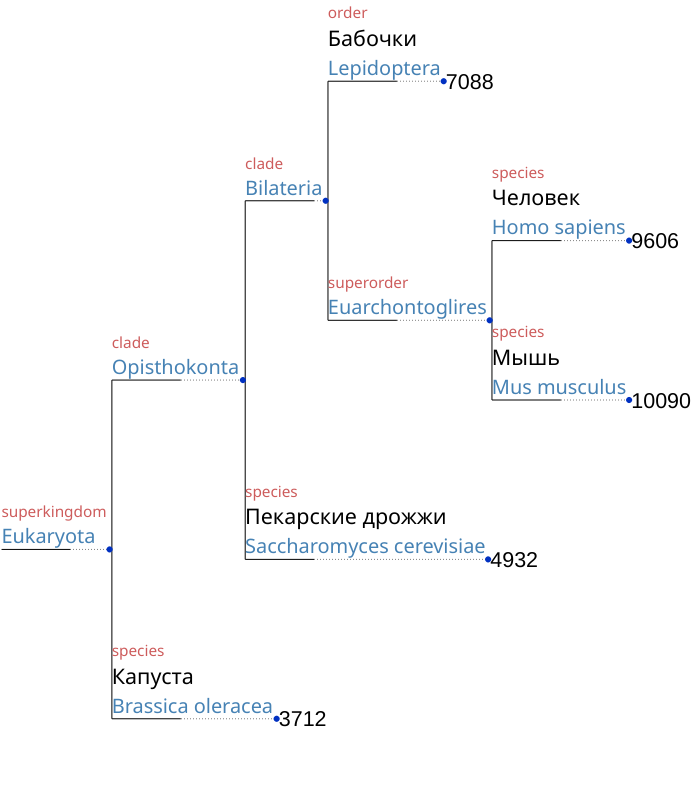 order
Бабочки
Lepidoptera
7088
clade
Bilateria
species
Человек
Homo sapiens
9606
superorder
Euarchontoglires
species
Мышь
Mus musculus
10090
clade
Opisthokonta
species
Пекарские дрожжи
Saccharomyces cerevisiae
4932
superkingdom
Eukaryota
species
Капуста
Brassica oleracea
3712